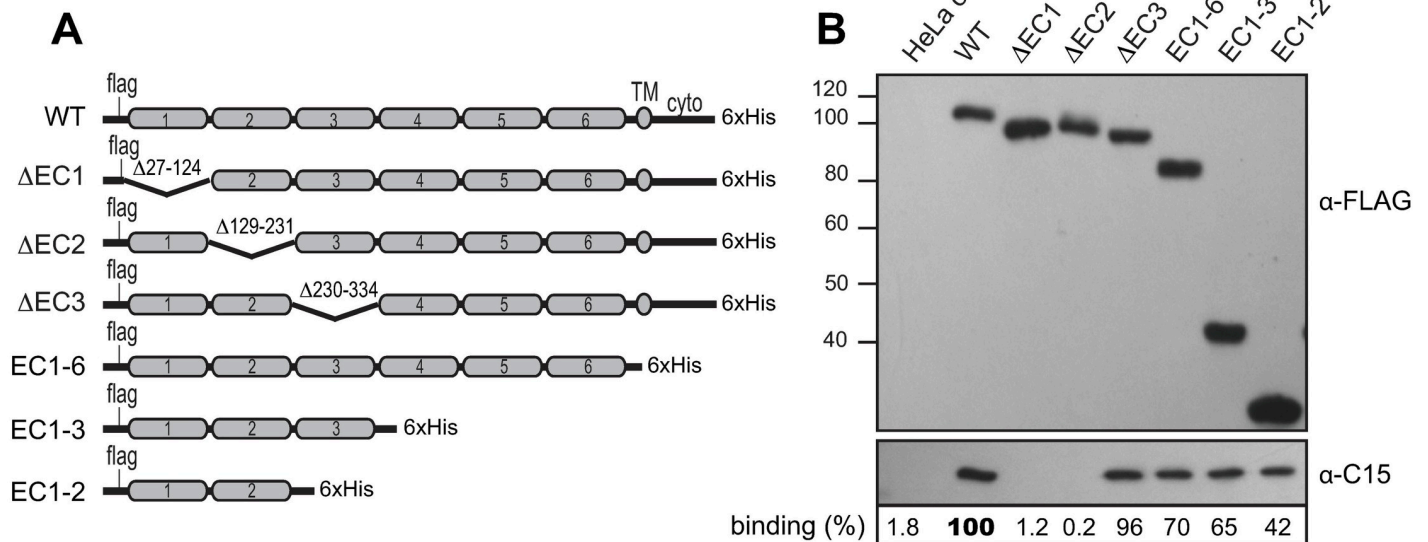 A
flag
WT
1 2 3 4 5 6
TM
cyto
6xHis
flag
ΔEC1
Δ27-124
2 3 4 5 6
6xHis
flag
ΔEC2
1
Δ129-231
3 4 5 6
6xHis
flag
ΔEC3
1 2
Δ230-334
4 5 6
6xHis
flag
EC1-6
1 2 3 4 5 6
6xHis
flag
EC1-3
1 2 3
6xHis
flag
EC1-2
1 2
6xHis
B
HeLa WT ΔEC1 ΔEC2 ΔEC3 EC1-6 EC1-3 EC1-2
120
100
80
60
50
40
α-FLAG
α-C15
binding (%) 1.8 100 1.2 0.2 96 70 65 42